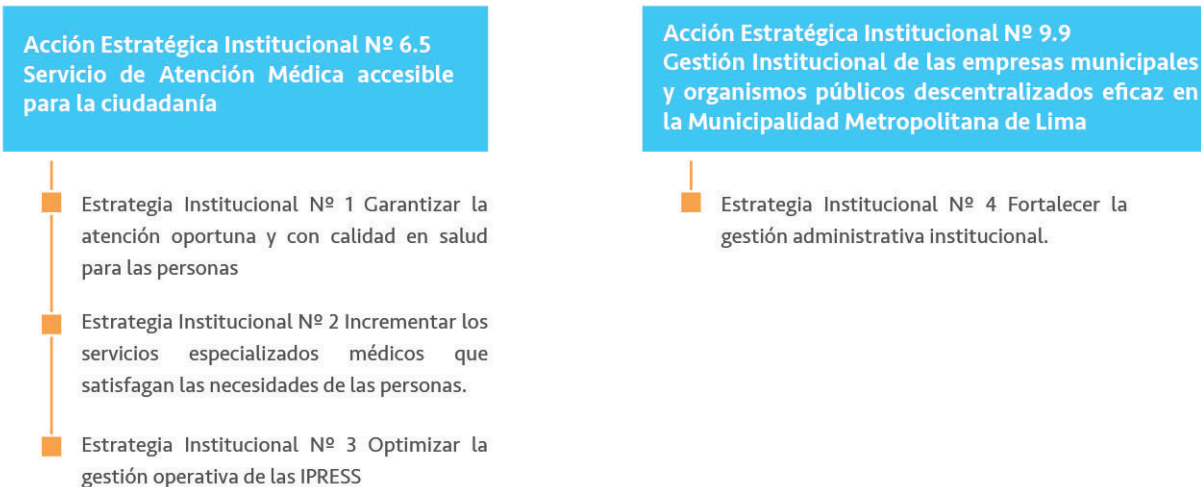 Acción Estratégica Institucional Nº 6.5
Servicio de Atención Médica accesible
para la ciudadanía
Estrategia Institucional Nº 1 Garantizar la
atención oportuna y con calidad en salud
para las personas
Estrategia Institucional Nº 2 Incrementar los
servicios especializados médicos que
satisfagan las necesidades de las personas.
Estrategia Institucional Nº 3 Optimizar la
gestión operativa de las IPRESS
Acción Estratégica Institucional Nº 9.9
Gestión Institucional de las empresas municipales
y organismos públicos descentralizados eficaz en
la Municipalidad Metropolitana de Lima
Estrategia Institucional Nº 4 Fortalecer la
gestión administrativa institucional.